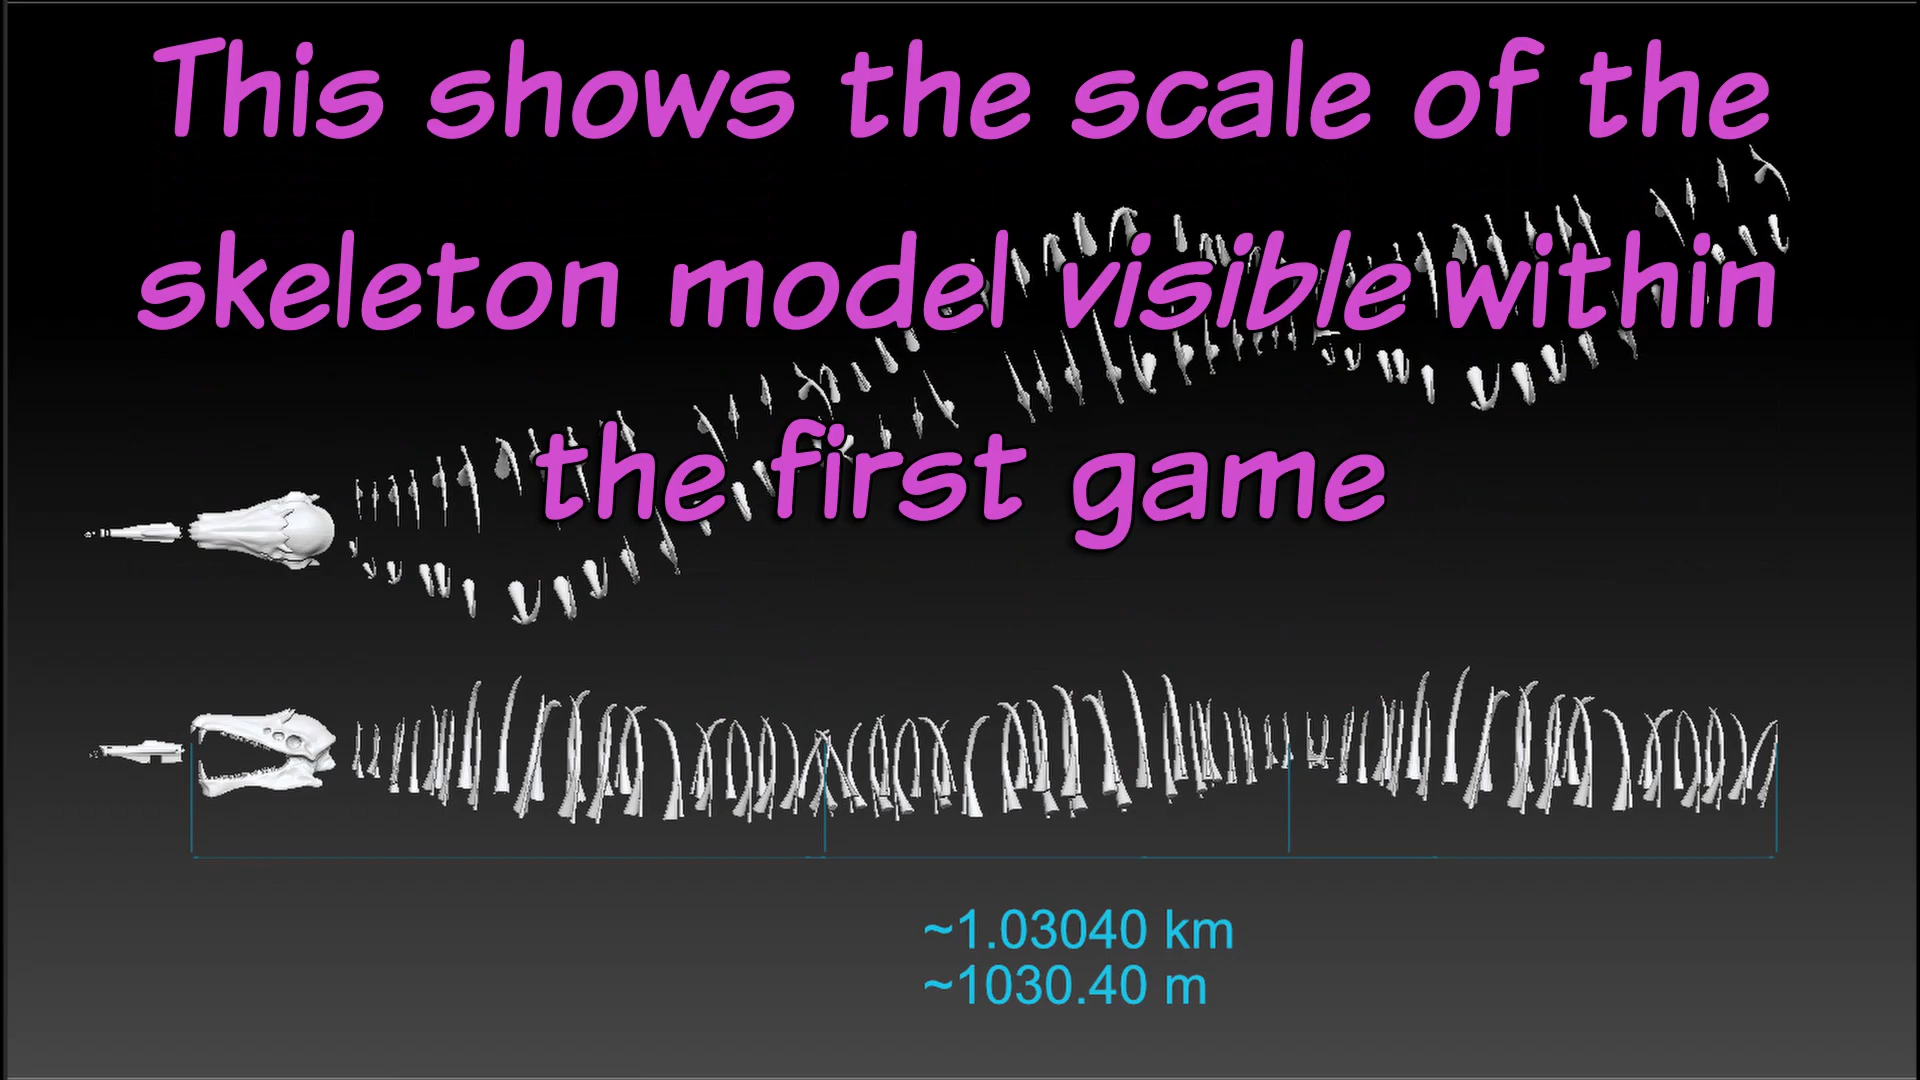 This shows the scale of the
skeleton model visible within
the first game
~1.03040 km
~1030.40 m